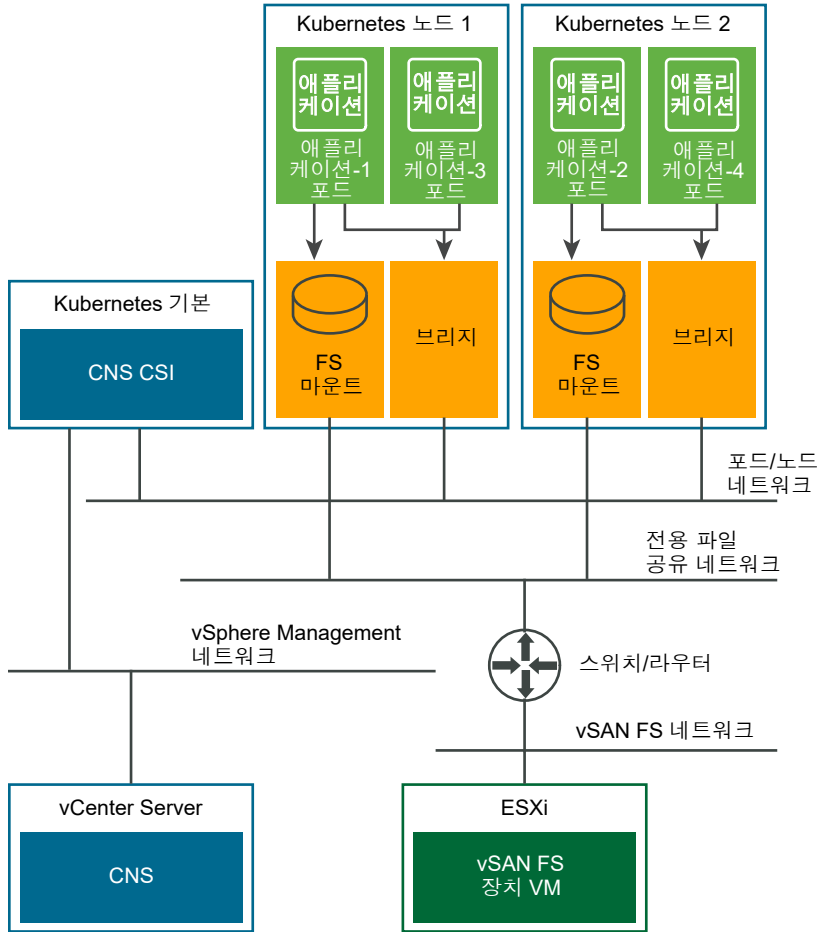 Kubernetes 노드 1
애플리
케이션
애플리
케이션-1
포드
애플리
케이션
애플리
케이션-3
포드
FS
마운트
브리지
Kubernetes 노드 2
애플리
케이션
애플리
케이션-2
포드
애플리
케이션
애플리
케이션-4
포드
FS
마운트
브리지
Kubernetes 기본
CNS CSI
포드/노드
네트워크
전용 파일
공유 네트워크
vSphere Management
네트워크
스위치/라우터
vSAN FS 네트워크
vCenter Server
CNS
ESXi
vSAN FS
장치 VM